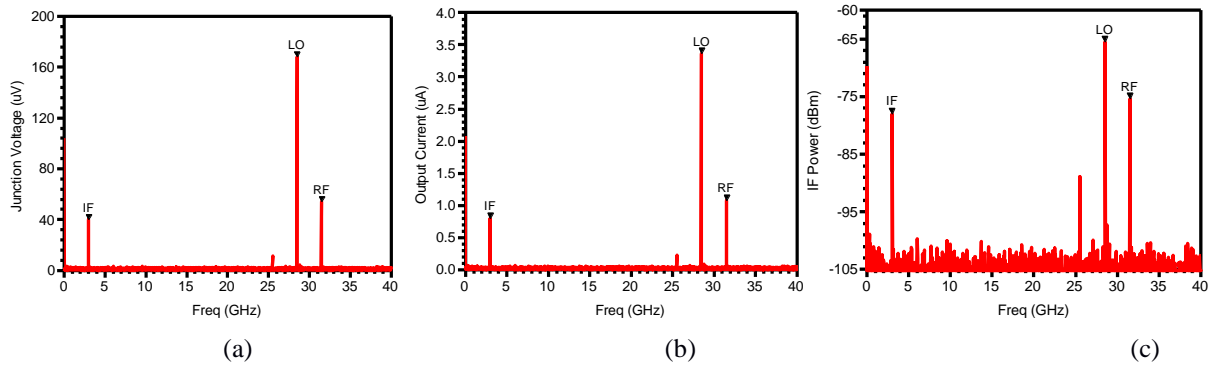 200
160
120
80
40
0
Junction Voltage (uV)
LO
IF
RF
0 5 10 15 20 25 30 35 40
Freq (GHz)
(a)
4.0
3.5
3.0
2.5
2.0
1.5
1.0
0.5
0.0
Output Current (uA)
LO
IF
RF
0 5 10 15 20 25 30 35 40
Freq (GHz)
(b)
-60
-65
-75
-85
-95
-105
IF Power (dBm)
LO
IF
RF
0 5 10 15 20 25 30 35 40
Freq (GHz)
(c)